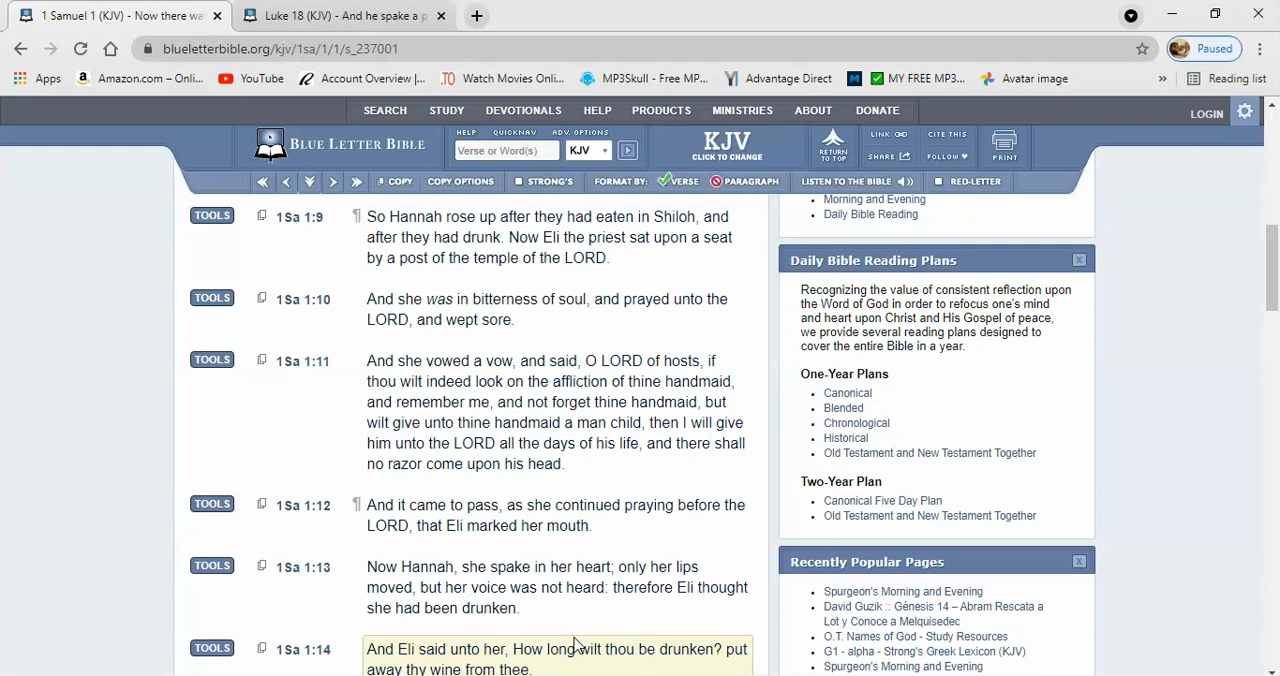 1 Samuel 1 (KJV) - Now there wa
Luke 18 (KJV) - And he spake a p
blueletterbible.org/kjv/1sa/1/1/s_237001
Paused
Apps
Amazon.com – Onli...
YouTube
Account Overview |...
Watch Movies Onlin...
MP3Skull - Free MP...
Advantage Direct
MY FREE MP3...
Avatar image
»
Reading list
SEARCH STUDY DEVOTIONALS HELP PRODUCTS MINISTRIES ABOUT DONATE
LOGIN
BLUE LETTER BIBLE
HELP QUICKNAV ADV. OPTIONS
Verse or Word(s) KJV
KJV
CLICK TO CHANGE
RETURN
TO TOP
LINK
CITE THIS
SHARE
FOLLOW
PRINT
COPY COPY OPTIONS STRONG'S FORMAT BY: VERSE PARAGRAPH LISTEN TO THE BIBLE RED-LETTER
TOOLS 1Sa 1:9 ¶ So Hannah rose up after they had eaten in Shiloh, and
after they had drunk. Now Eli the priest sat upon a seat
by a post of the temple of the LORD.
TOOLS 1Sa 1:10 And she was in bitterness of soul, and prayed unto the
LORD, and wept sore.
TOOLS 1Sa 1:11 And she vowed a vow, and said, O LORD of hosts, if
thou wilt indeed look on the affliction of thine handmaid,
and remember me, and not forget thine handmaid, but
wilt give unto thine handmaid a man child, then I will give
him unto the LORD all the days of his life, and there shall
no razor come upon his head.
TOOLS 1Sa 1:12 ¶ And it came to pass, as she continued praying before the
LORD, that Eli marked her mouth.
TOOLS 1Sa 1:13 Now Hannah, she spake in her heart; only her lips
moved, but her voice was not heard: therefore Eli thought
she had been drunken.
TOOLS 1Sa 1:14 And Eli said unto her, How long wilt thou be drunken? put
away thy wine from thee.
Morning and Evening
Daily Bible Reading
Daily Bible Reading Plans
Recognizing the value of consistent reflection upon
the Word of God in order to refocus one's mind
and heart upon Christ and His Gospel of peace,
we provide several reading plans designed to
cover the entire Bible in a year.
One-Year Plans
Canonical
Blended
Chronological
Historical
Old Testament and New Testament Together
Two-Year Plan
Canonical Five Day Plan
Old Testament and New Testament Together
Recently Popular Pages
Spurgeon's Morning and Evening
David Guzik :: Génesis 14 – Abram Rescata a
Lot y Conoce a Melquisedec
O.T. Names of God - Study Resources
G1 - alpha - Strong's Greek Lexicon (KJV)
Spurgeon's Morning and Evening